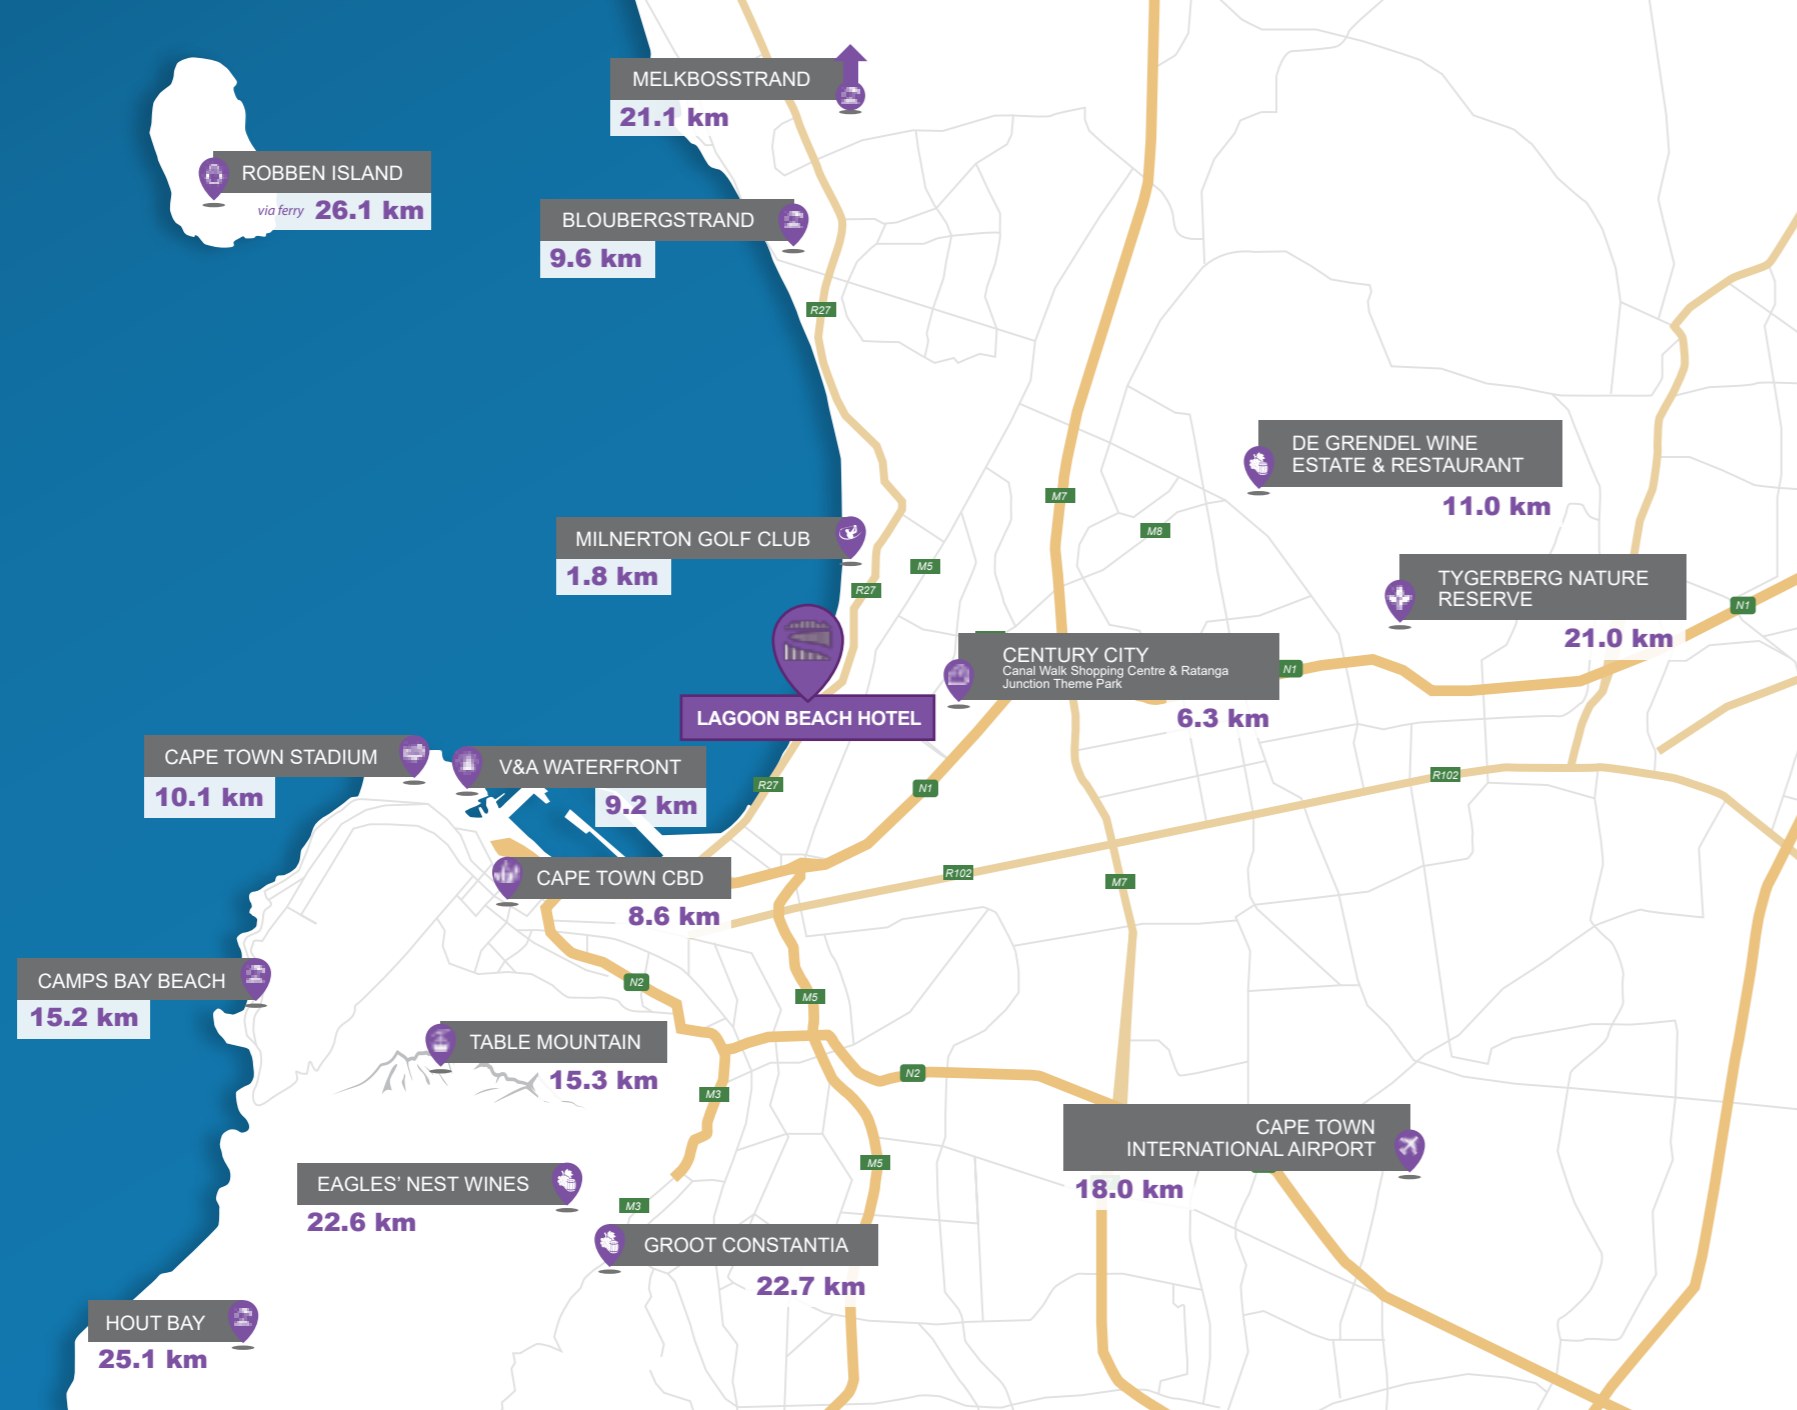 MELKBOSSTRAND
21.1 km
ROBBEN ISLAND
via ferry 26.1 km
BLOUBERGSTRAND
9.6 km
R27
DE GRENDEL WINE
ESTATE & RESTAURANT
11.0 km
M7
M8
MILNERTON GOLF CLUB
1.8 km
M5
R27
TYGERBERG NATURE
RESERVE
21.0 km
N1
CENTURY CITY
Canal Walk Shopping Centre & Ratanga
Junction Theme Park
6.3 km
N1
LAGOON BEACH HOTEL
CAPE TOWN STADIUM
10.1 km
V&A WATERFRONT
9.2 km
R27
N1
R102
CAPE TOWN CBD
8.6 km
R102
M7
CAMPS BAY BEACH
15.2 km
N2
M5
TABLE MOUNTAIN
15.3 km
N2
M3
CAPE TOWN
INTERNATIONAL AIRPORT
18.0 km
M5
EAGLES’ NEST WINES
22.6 km
M3
GROOT CONSTANTIA
22.7 km
HOUT BAY
25.1 km